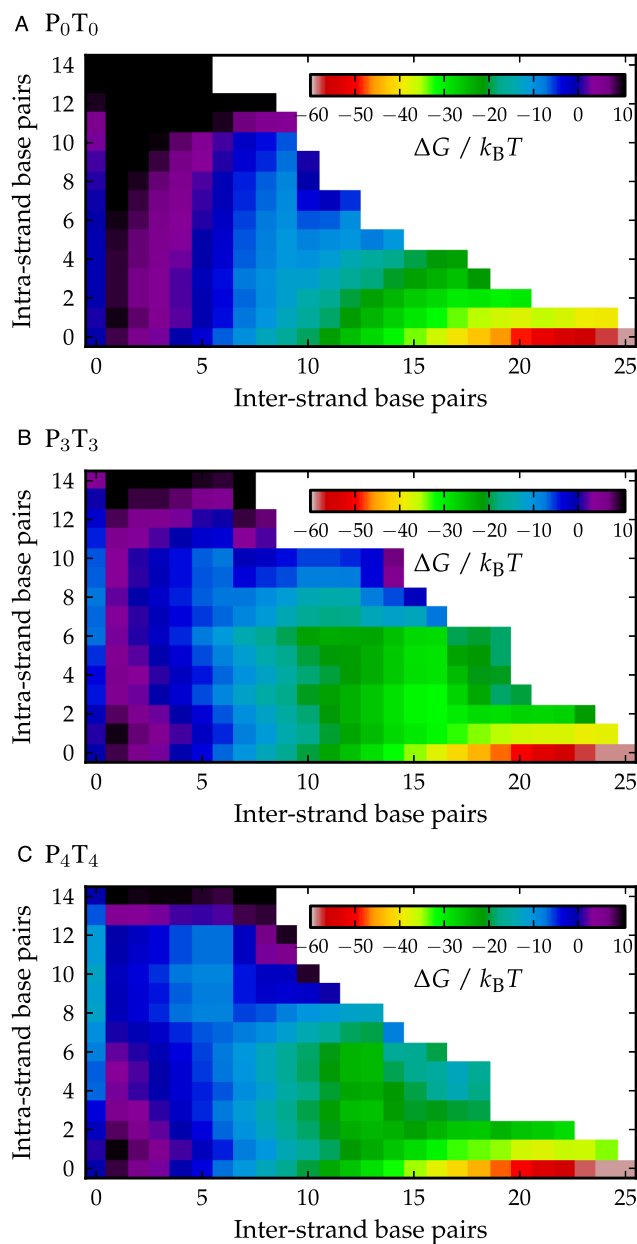 A P₀T₀
14
12
10
8
6
4
2
0
Intra-strand base pairs
−60 −50 −40 −30 −20 −10 0 10
ΔG / k_BT
0 5 10 15 20 25
Inter-strand base pairs
B P₃T₃
14
12
10
8
6
4
2
0
Intra-strand base pairs
−60 −50 −40 −30 −20 −10 0 10
ΔG / k_BT
0 5 10 15 20 25
Inter-strand base pairs
C P₄T₄
14
12
10
8
6
4
2
0
Intra-strand base pairs
−60 −50 −40 −30 −20 −10 0 10
ΔG / k_BT
0 5 10 15 20 25
Inter-strand base pairs